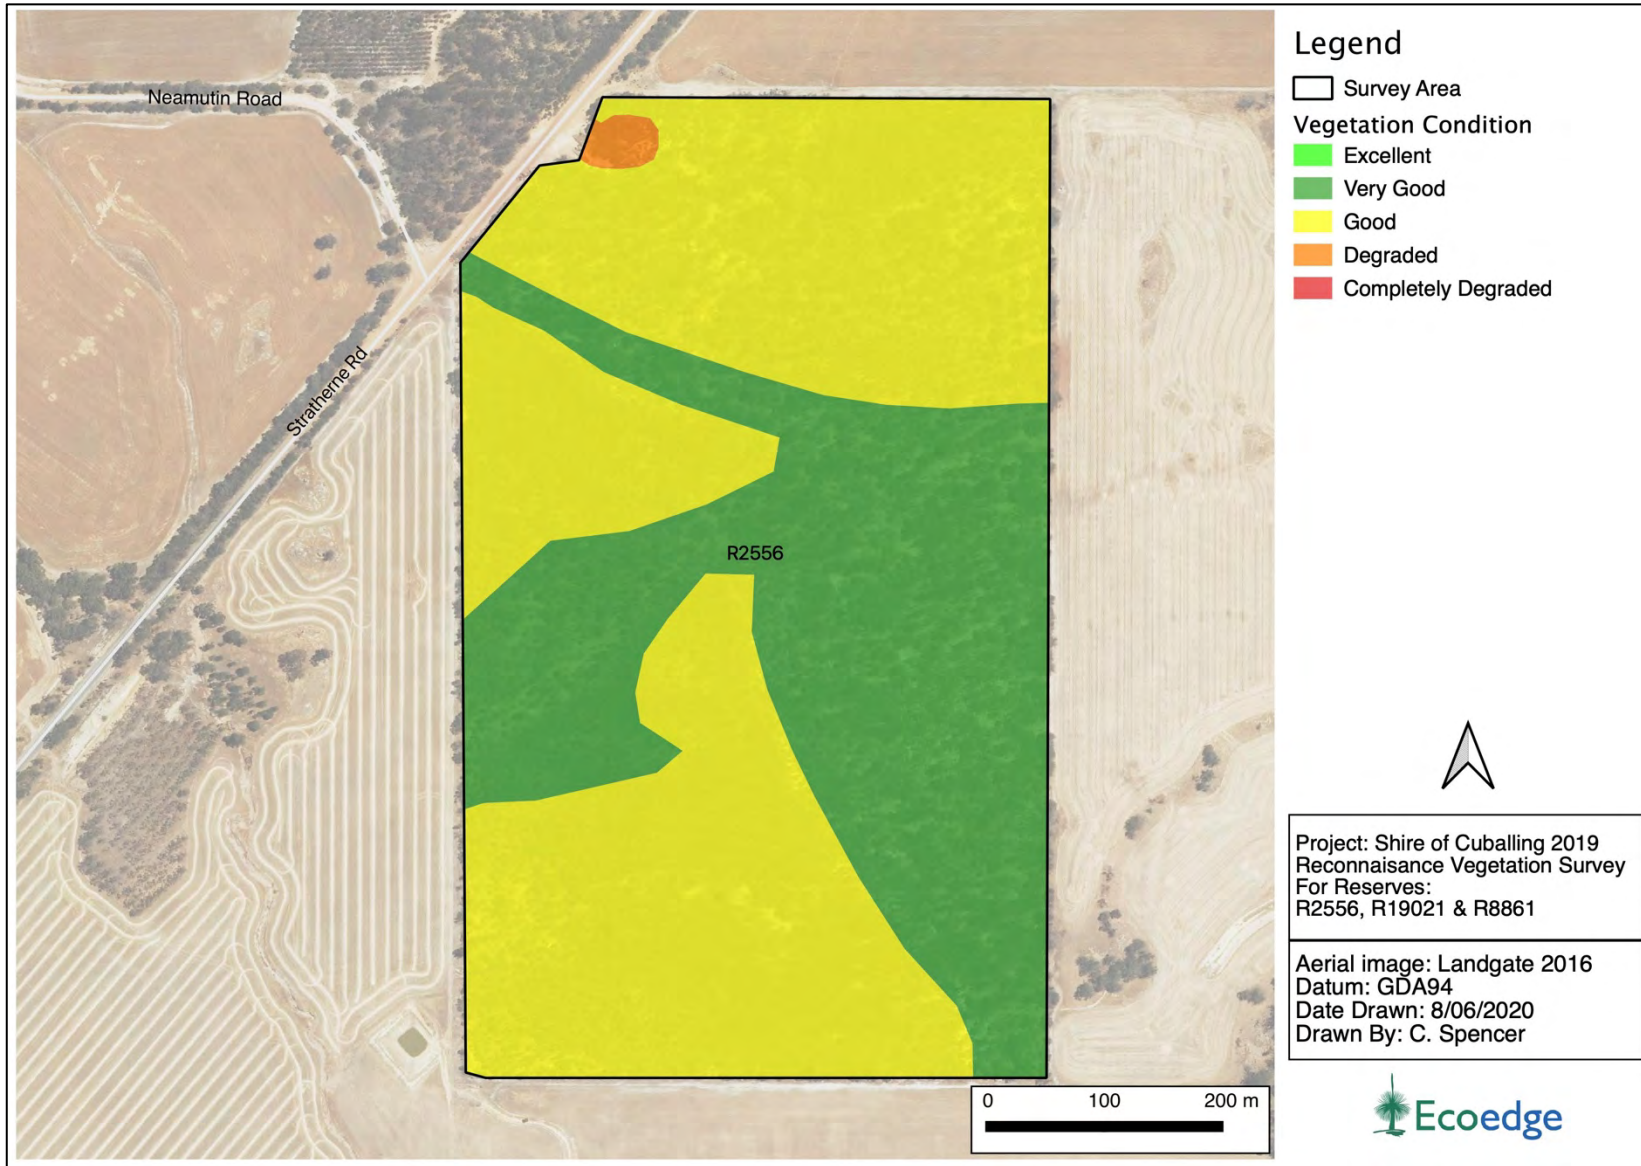 Neamutin Road
Stratherne Rd
R2556
0 100 200 m
Legend
Survey Area
Vegetation Condition
Excellent
Very Good
Good
Degraded
Completely Degraded
Project: Shire of Cuballing 2019
Reconnaisance Vegetation Survey
For Reserves:
R2556, R19021 & R8861
Aerial image: Landgate 2016
Datum: GDA94
Date Drawn: 8/06/2020
Drawn By: C. Spencer
Ecoedge